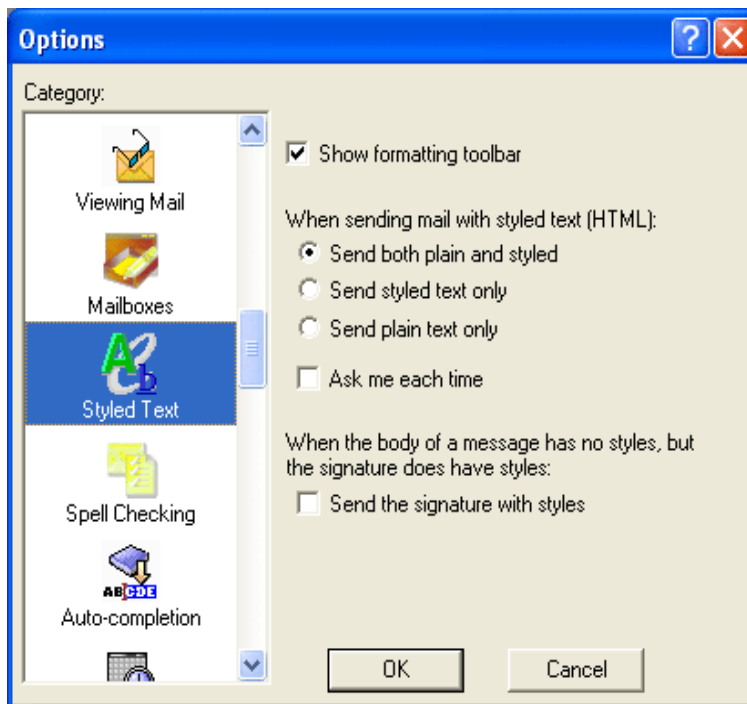 Options
Category:
Viewing Mail
Mailboxes
Styled Text
Spell Checking
ABCDE
Auto-completion
Show formatting toolbar
When sending mail with styled text (HTML):
Send both plain and styled
Send styled text only
Send plain text only
Ask me each time
When the body of a message has no styles, but
the signature does have styles:
Send the signature with styles
OK
Cancel